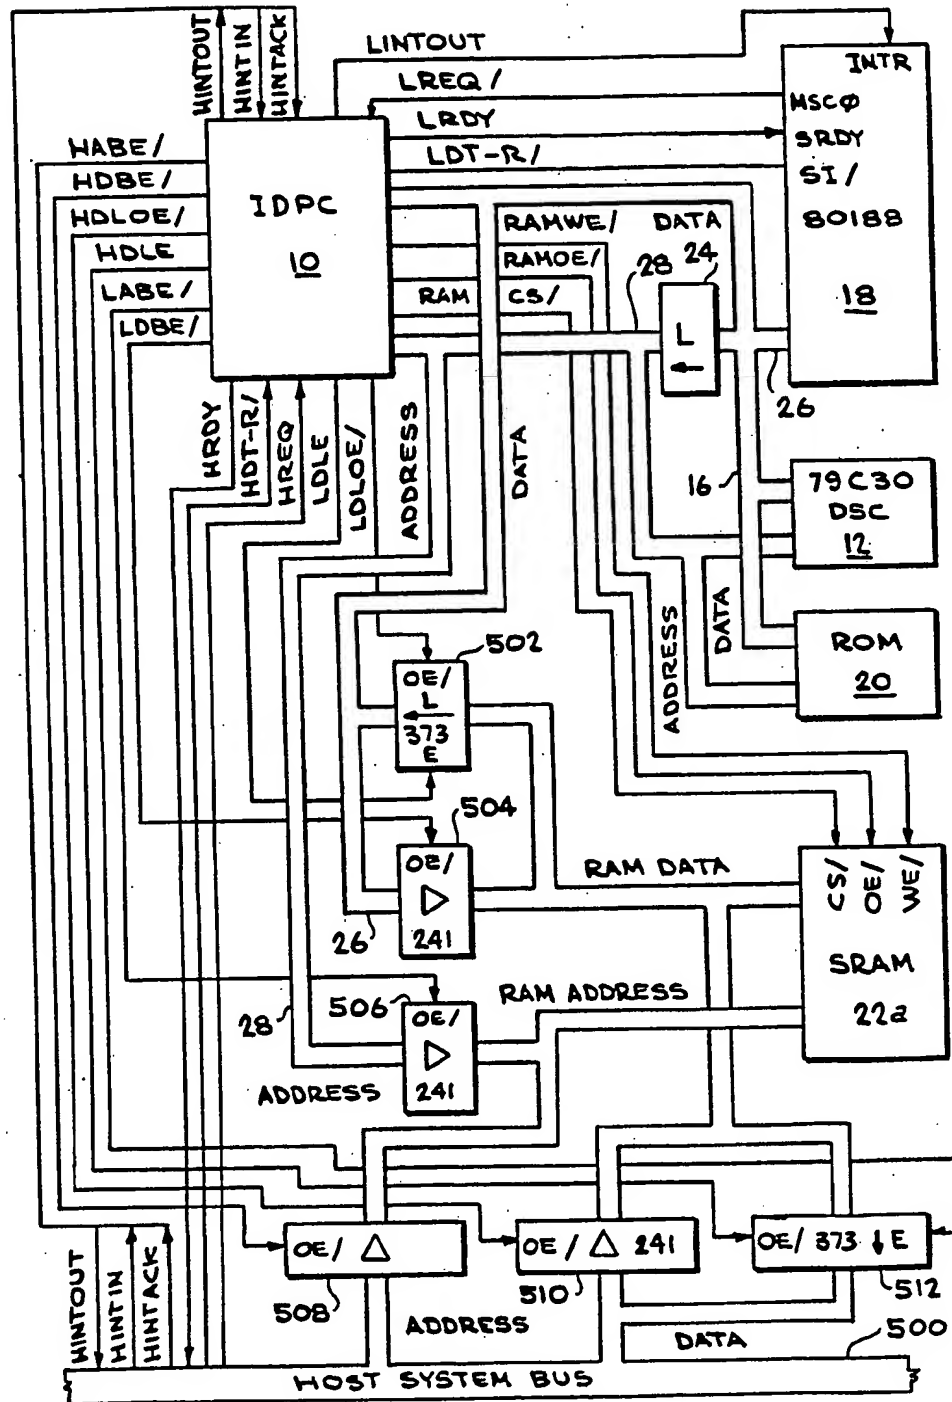 HINTOUT
HINTIN
HINTACK
LINTOUT
LREQ/
LRDY
LDT-R/
INTR
MSCØ
SRDY
SI/
80188
18
HABE/
HDBE/
HDLOE/
HDLE
LABE/
LDBE/
IDPC
10
RAMWE/
RAMOE/
RAM CS/
DATA
24
28
L
26
HRDY
HDT-R/
HREQ
LDLE
LDLOE/
ADDRESS
DATA
16
79C30
DSC
12
ADDRESS
DATA
ROM
20
502
OE/
L
373
E
504
OE/
241
26
RAM DATA
CS/
OE/
WE/
SRAM
22a
506
OE/
241
RAM ADDRESS
28
ADDRESS
OE/
508
OE/ 241
510
OE/ 373 E
512
HINTOUT
HINTIN
HINTACK
ADDRESS
DATA
500
HOST SYSTEM BUS